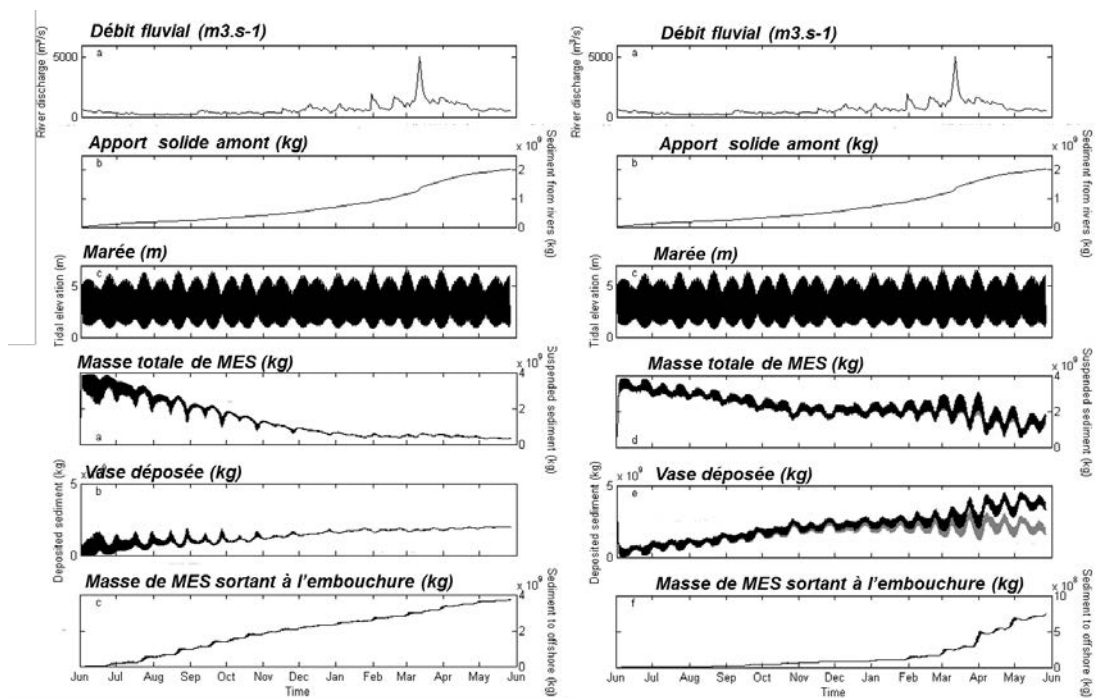 Débit fluvial (m3.s-1)
a
5000
0
River discharge (m³/s)
Apport solide amont (kg)
b
x 10⁹
2
1
0
Sediment from rivers (kg)
Marée (m)
c
5
0
Tidal elevation (m)
Masse totale de MES (kg)
x 10⁹
4
2
Suspended sediment (kg)
a
Vase déposée (kg)
b
5
0
Deposited sediment (kg)
Masse de MES sortant à l'embouchure (kg)
c
x 10⁹
4
2
0
Sediment to offshore (kg)
Jun Jul Aug Sep Oct Nov Dec Jan Feb Mar Apr May Jun
Time
Débit fluvial (m3.s-1)
a
5000
0
River discharge (m³/s)
Apport solide amont (kg)
b
x 10⁹
2
1
0
Sediment from rivers (kg)
Marée (m)
c
5
0
Tidal elevation (m)
Masse totale de MES (kg)
x 10⁹
4
2
0
Suspended sediment (kg)
d
Vase déposée (kg)
x 10⁹
e
5
0
Deposited sediment (kg)
Masse de MES sortant à l'embouchure (kg)
f
x 10⁸
10
5
0
Sediment to offshore (kg)
Jun Jul Aug Sep Oct Nov Dec Jan Feb Mar Apr May Jun
Time